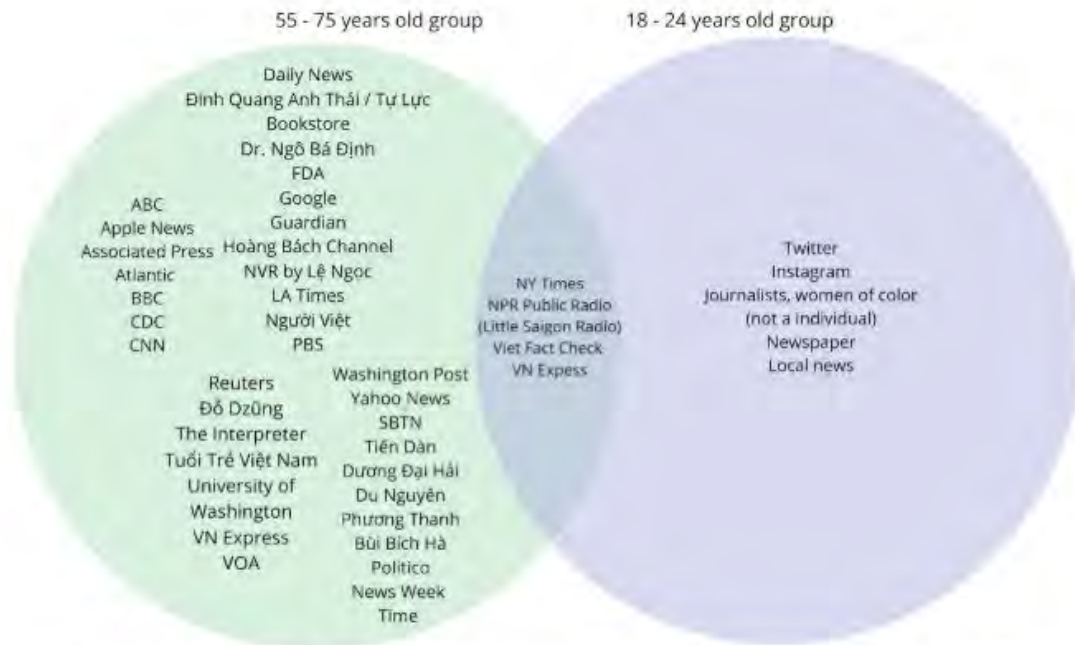 55 - 75 years old group
18 - 24 years old group
Daily News
Đinh Quang Anh Thái / Tự Lực
Bookstore
Dr. Ngô Bá Định
FDA
Google
Guardian
Hoàng Bách Channel
NVR by Lệ Ngọc
LA Times
Người Việt
PBS
ABC
Apple News
Associated Press
Atlantic
BBC
CDC
CNN
Reuters
Đỗ Dzũng
The Interpreter
Tuổi Trẻ Việt Nam
University of
Washington
VN Express
VOA
Washington Post
Yahoo News
SBTN
Tiến Dàn
Dương Đại Hải
Du Nguyên
Phương Thanh
Bùi Bích Hà
Politico
News Week
Time
NY Times
NPR Public Radio
(Little Saigon Radio)
Viet Fact Check
VN Expess
Twitter
Instagram
Journalists, women of color
(not a individual)
Newspaper
Local news